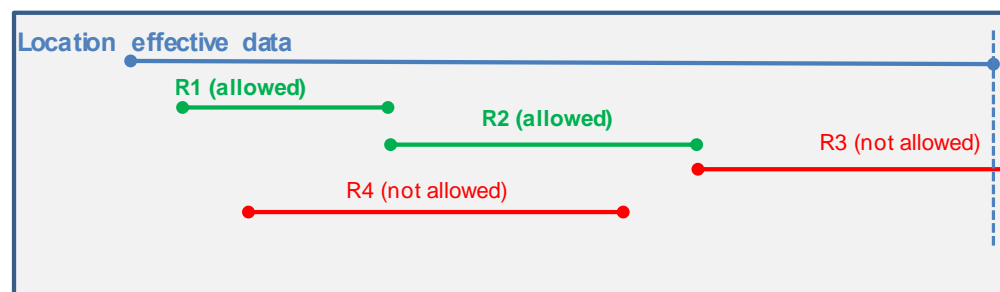 Location effective data
R1 (allowed)
R2 (allowed)
R3 (not allowed)
R4 (not allowed)